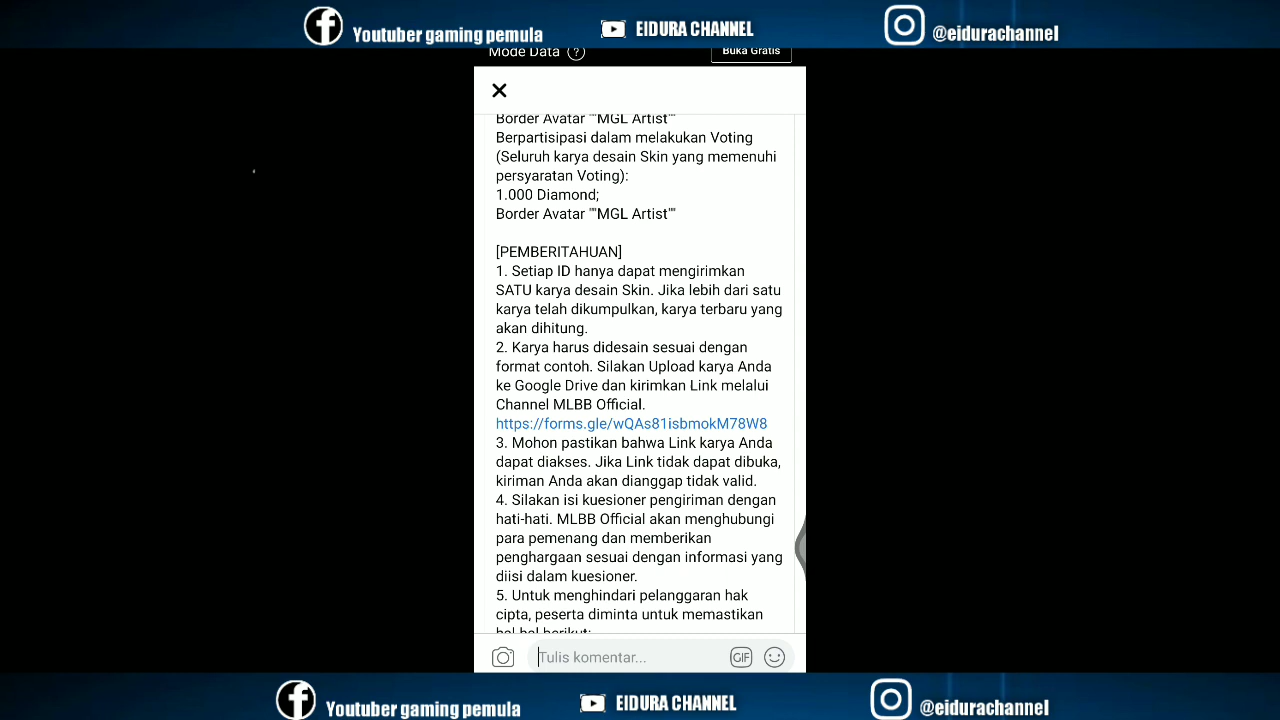 Youtuber gaming pemula
EIDURA CHANNEL
@eidurachannel
Mode Data
Buka Gratis
Border Avatar ""MGL Artist""
Berpartisipasi dalam melakukan Voting
(Seluruh karya desain Skin yang memenuhi
persyaratan Voting):
1.000 Diamond;
Border Avatar ""MGL Artist""
[PEMBERITAHUAN]
1. Setiap ID hanya dapat mengirimkan
SATU karya desain Skin. Jika lebih dari satu
karya telah dikumpulkan, karya terbaru yang
akan dihitung.
2. Karya harus didesain sesuai dengan
format contoh. Silakan Upload karya Anda
ke Google Drive dan kirimkan Link melalui
Channel MLBB Official.
https://forms.gle/wQAs81isbmokM78W8
3. Mohon pastikan bahwa Link karya Anda
dapat diakses. Jika Link tidak dapat dibuka,
kiriman Anda akan dianggap tidak valid.
4. Silakan isi kuesioner pengiriman dengan
hati-hati. MLBB Official akan menghubungi
para pemenang dan memberikan
penghargaan sesuai dengan informasi yang
diisi dalam kuesioner.
5. Untuk menghindari pelanggaran hak
cipta, peserta diminta untuk memastikan
hal-hal berikut:
Tulis komentar...
GIF
Youtuber gaming pemula
EIDURA CHANNEL
@eidurachannel